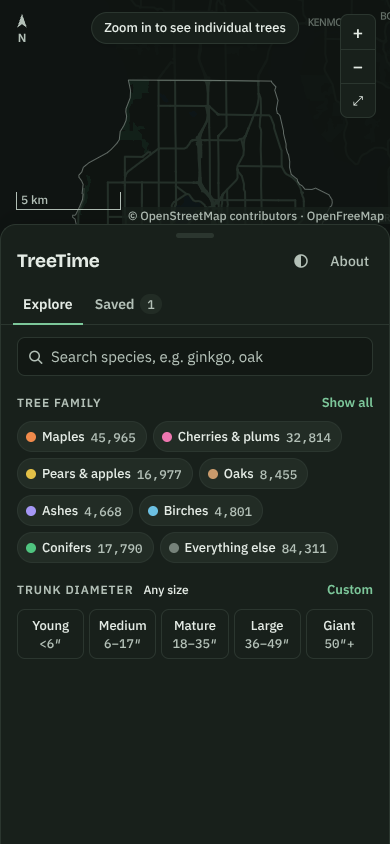 Zoom in to see individual trees
N
+
−
5 km
© OpenStreetMap contributors · OpenFreeMap
TreeTime
About
Explore
Saved 1
Search species, e.g. ginkgo, oak
TREE FAMILY
Show all
Maples 45,965
Cherries & plums 32,814
Pears & apples 16,977
Oaks 8,455
Ashes 4,668
Birches 4,801
Conifers 17,790
Everything else 84,311
TRUNK DIAMETER Any size
Custom
Young
<6″
Medium
6–17″
Mature
18–35″
Large
36–49″
Giant
50″+